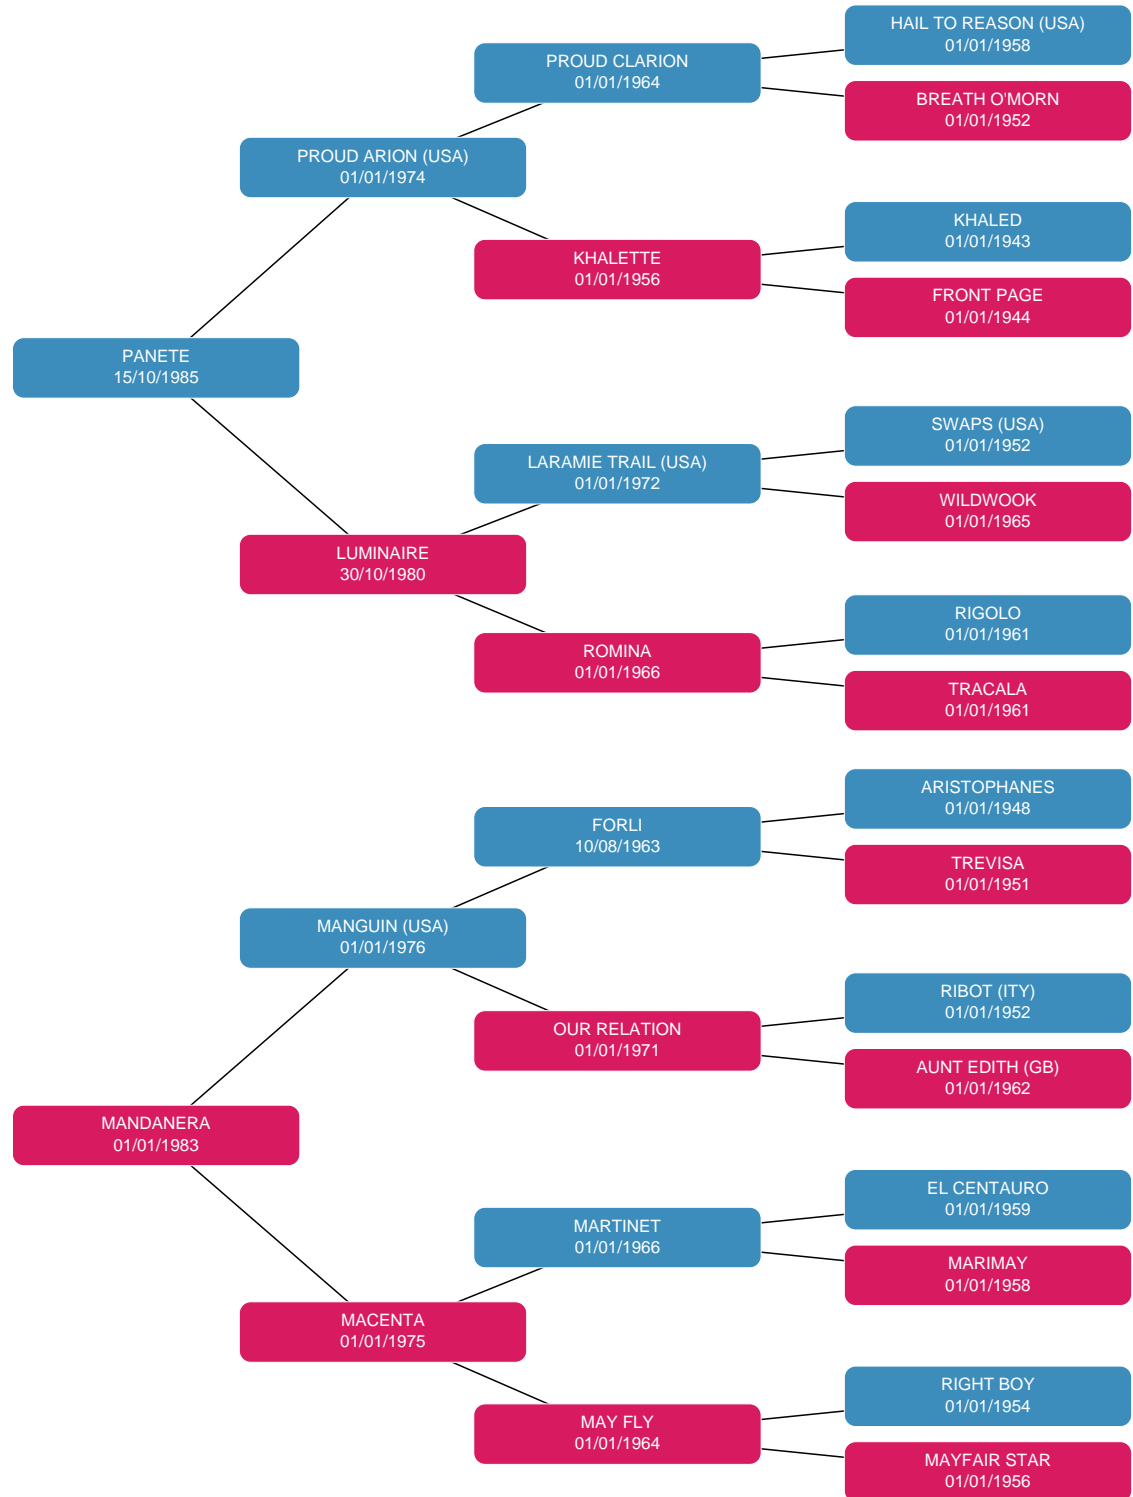 HAIL TO REASON (USA)
01/01/1958
PROUD CLARION
01/01/1964
BREATH O'MORN
01/01/1952
PROUD ARION (USA)
01/01/1974
KHALED
01/01/1943
KHALETTE
01/01/1956
FRONT PAGE
01/01/1944
PANETE
15/10/1985
SWAPS (USA)
01/01/1952
LARAMIE TRAIL (USA)
01/01/1972
WILDWOOK
01/01/1965
LUMINAIRE
30/10/1980
RIGOLO
01/01/1961
ROMINA
01/01/1966
TRACALA
01/01/1961
ARISTOPHANES
01/01/1948
FORLI
10/08/1963
TREVISA
01/01/1951
MANGUIN (USA)
01/01/1976
RIBOT (ITY)
01/01/1952
OUR RELATION
01/01/1971
AUNT EDITH (GB)
01/01/1962
MANDANERA
01/01/1983
EL CENTAURO
01/01/1959
MARTINET
01/01/1966
MARIMAY
01/01/1958
MACENTA
01/01/1975
RIGHT BOY
01/01/1954
MAY FLY
01/01/1964
MAYFAIR STAR
01/01/1956